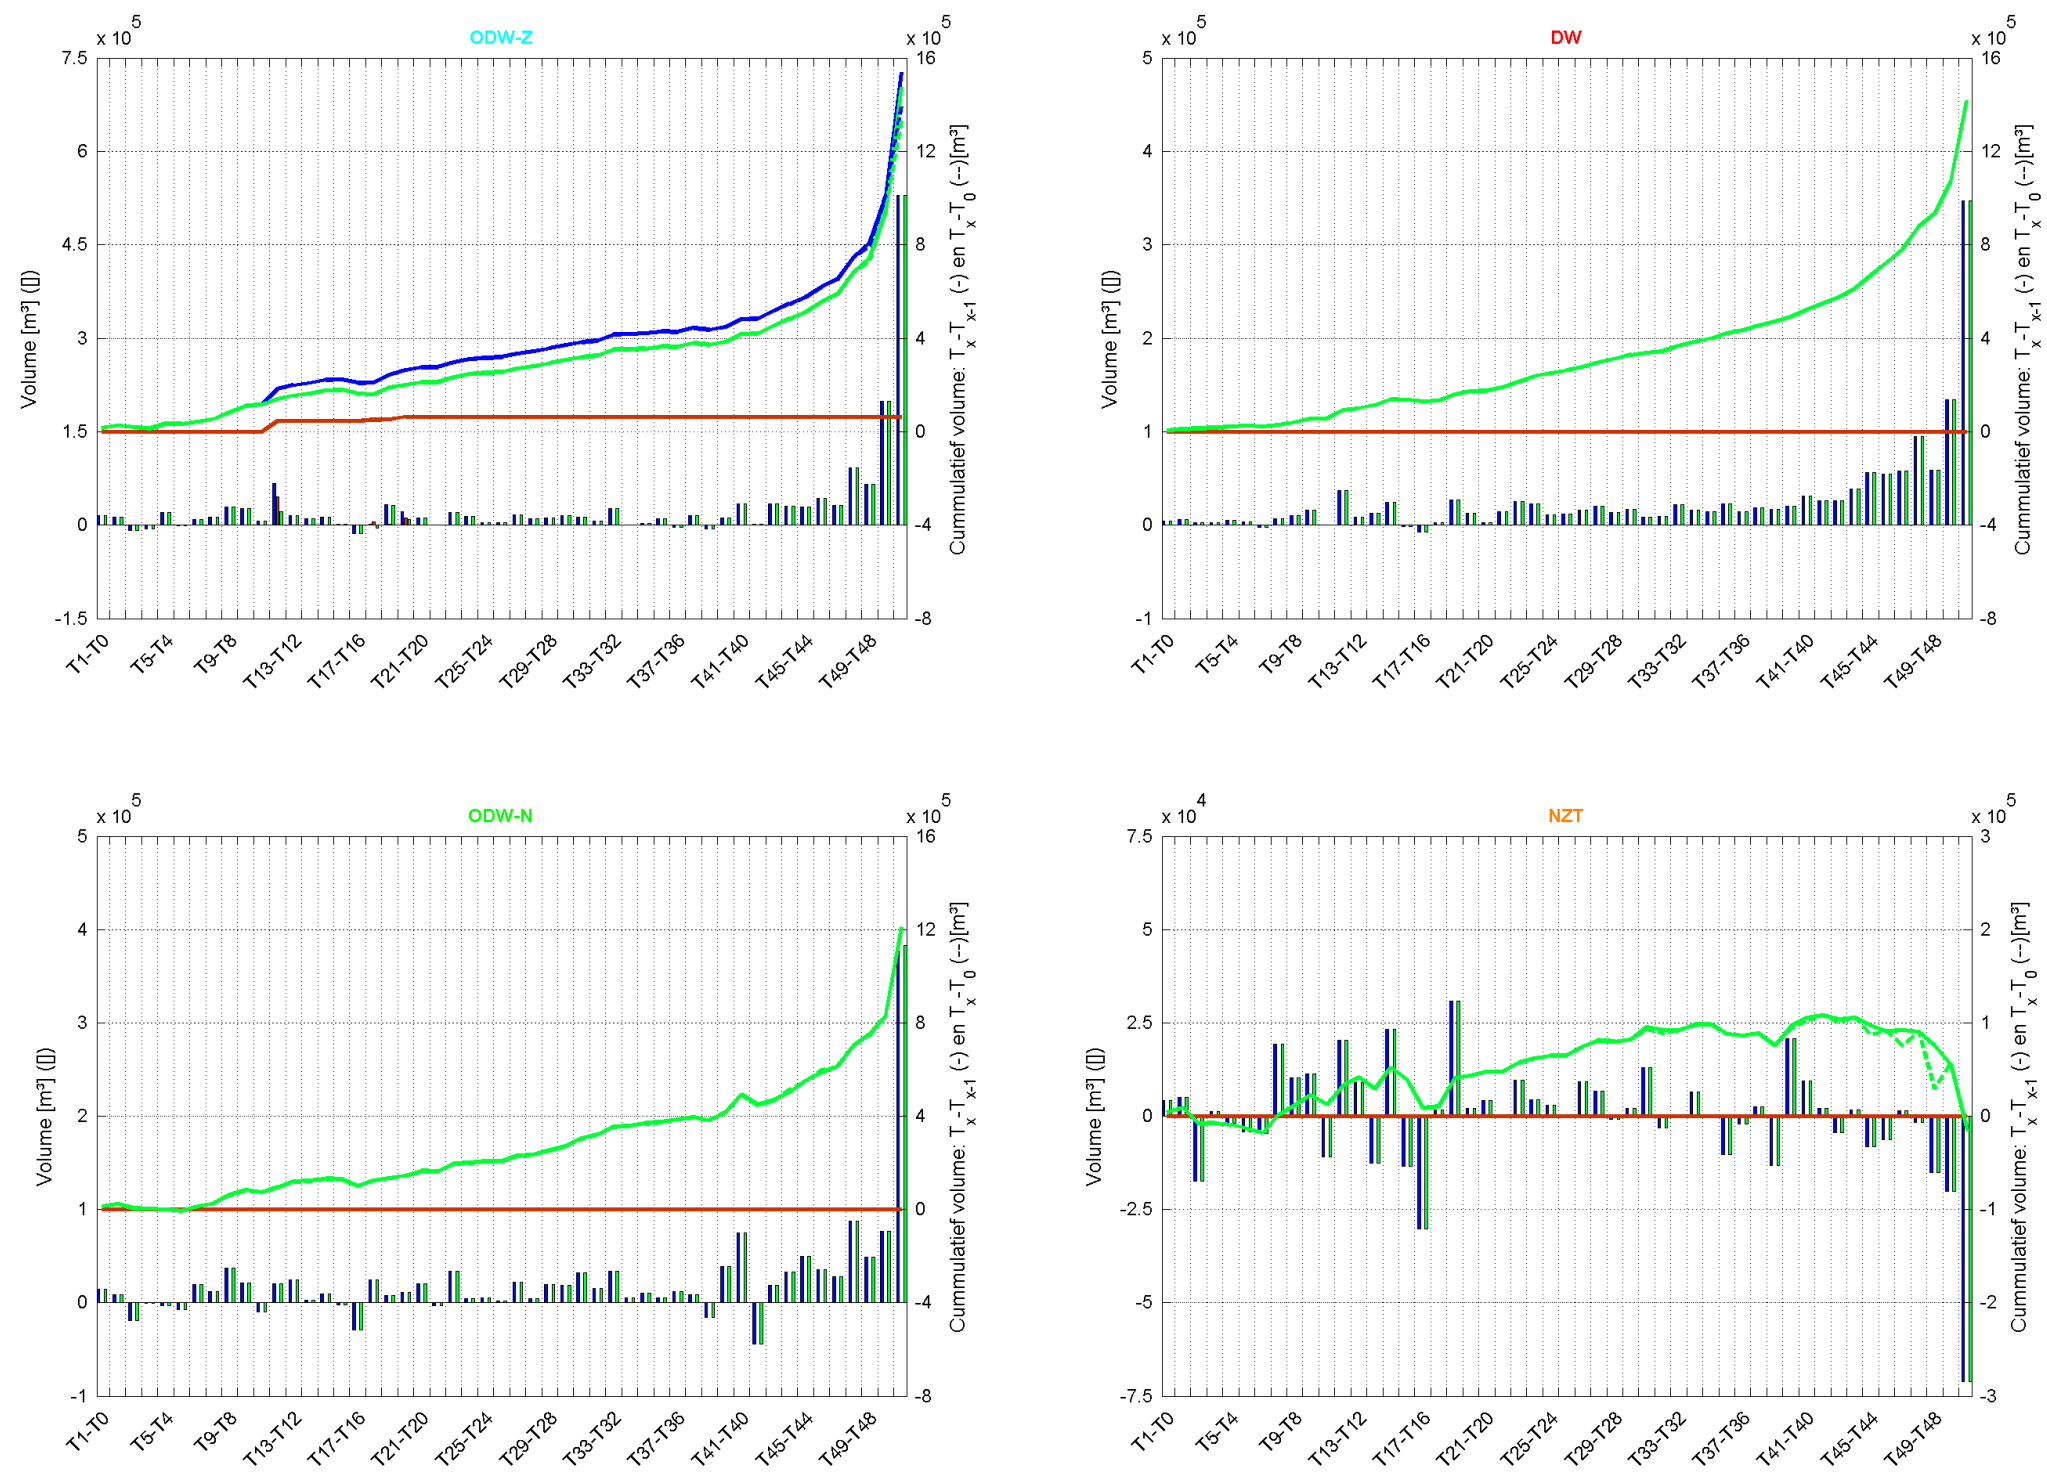 ODW-Z
x 10^5
x 10^5
7.5
6
4.5
3
1.5
0
-1.5
16
12
8
4
0
-4
-8
Volume [m³] ([])
Cummulatief volume: T_x-T_x-1 (-) en T_x-T_0 (--)[m³]
T1-T0
T5-T4
T9-T8
T13-T12
T17-T16
T21-T20
T25-T24
T29-T28
T33-T32
T37-T36
T41-T40
T45-T44
T49-T48
DW
x 10^5
x 10^5
5
4
3
2
1
0
-1
16
12
8
4
0
-4
-8
Volume [m³] ([])
Cummulatief volume: T_x-T_x-1 (-) en T_x-T_0 (--)[m³]
T1-T0
T5-T4
T9-T8
T13-T12
T17-T16
T21-T20
T25-T24
T29-T28
T33-T32
T37-T36
T41-T40
T45-T44
T49-T48
ODW-N
x 10^5
x 10^5
5
4
3
2
1
0
-1
16
12
8
4
0
-4
-8
Volume [m³] ([])
Cummulatief volume: T_x-T_x-1 (-) en T_x-T_0 (--)[m³]
T1-T0
T5-T4
T9-T8
T13-T12
T17-T16
T21-T20
T25-T24
T29-T28
T33-T32
T37-T36
T41-T40
T45-T44
T49-T48
NZT
x 10^4
x 10^5
7.5
5
2.5
0
-2.5
-5
-7.5
3
2
1
0
-1
-2
-3
Volume [m³] ([])
Cummulatief volume: T_x-T_x-1 (-) en T_x-T_0 (--)[m³]
T1-T0
T5-T4
T9-T8
T13-T12
T17-T16
T21-T20
T25-T24
T29-T28
T33-T32
T37-T36
T41-T40
T45-T44
T49-T48